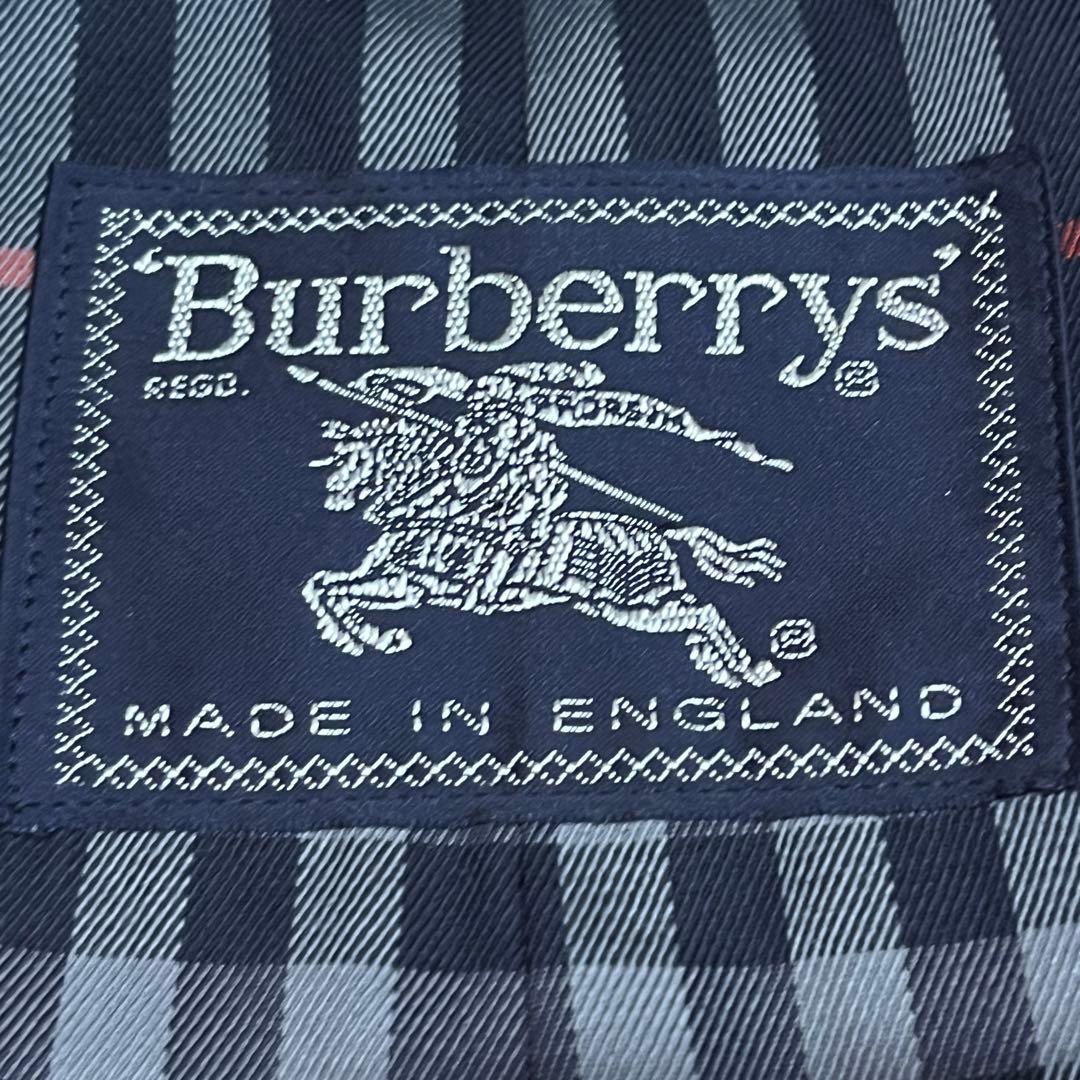 'Burberrys'®
REGD.
PRORSUM
®
MADE IN ENGLAND